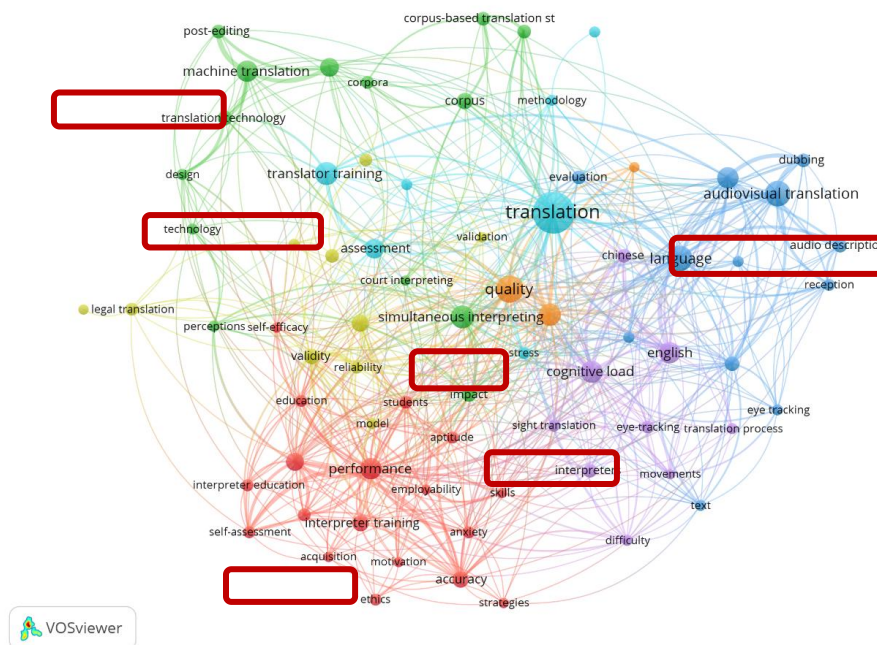 corpus-based translation st
post-editing
machine translation
corpora
corpus
methodology
translation technology
dubbing
design
translator training
evaluation
audiovisual translation
translation
technology
validation
assessment
chinese
language
audio descriptio
court interpreting
reception
quality
legal translation
simultaneous interpreting
perceptions
self-efficacy
validity
reliability
stress
english
cognitive load
impact
education
students
eye tracking
model
sight translation
eye-tracking
translation process
aptitude
performance
interpreter
movements
interpreter education
employability
skills
text
interpreter training
self-assessment
anxiety
difficulty
acquisition
motivation
accuracy
ethics
strategies
VOSviewer